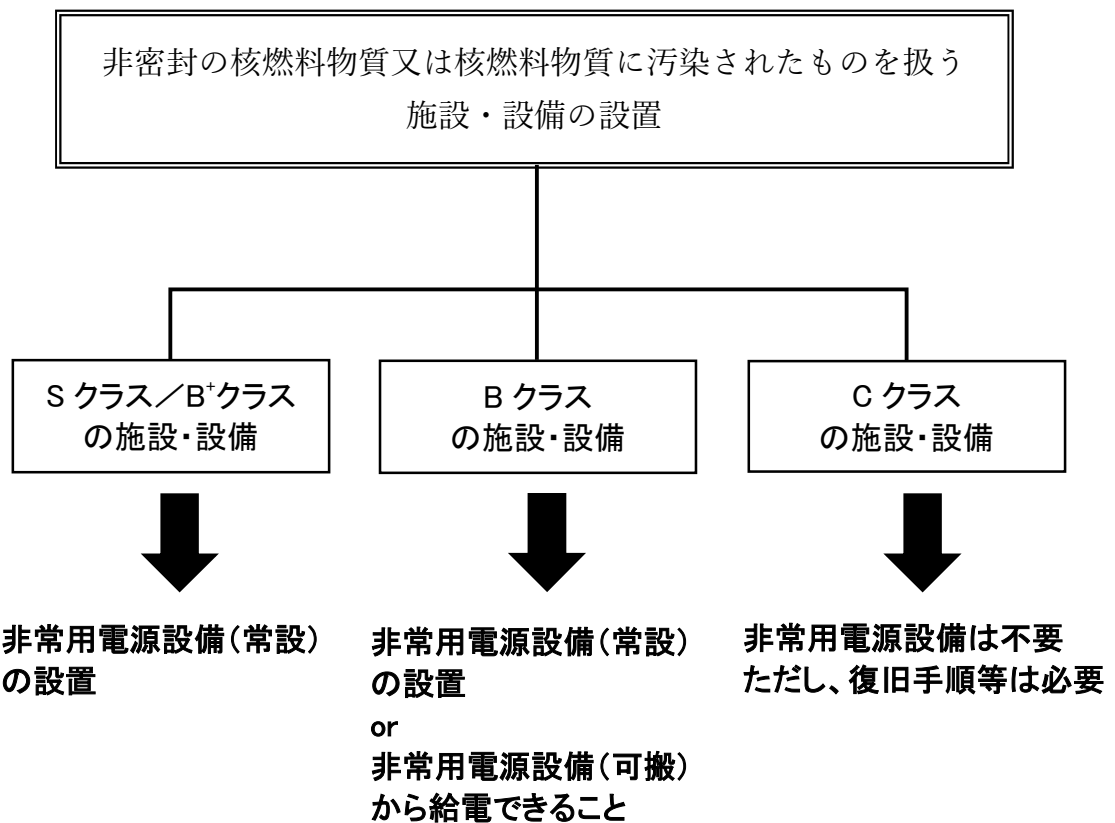 非密封の核燃料物質又は核燃料物質に汚染されたものを扱う
施設・設備の設置
S クラス／B⁺クラス
の施設・設備
B クラス
の施設・設備
C クラス
の施設・設備
非常用電源設備（常設）
の設置
非常用電源設備（常設）
の設置
or
非常用電源設備（可搬）
から給電できること
非常用電源設備は不要
ただし、復旧手順等は必要